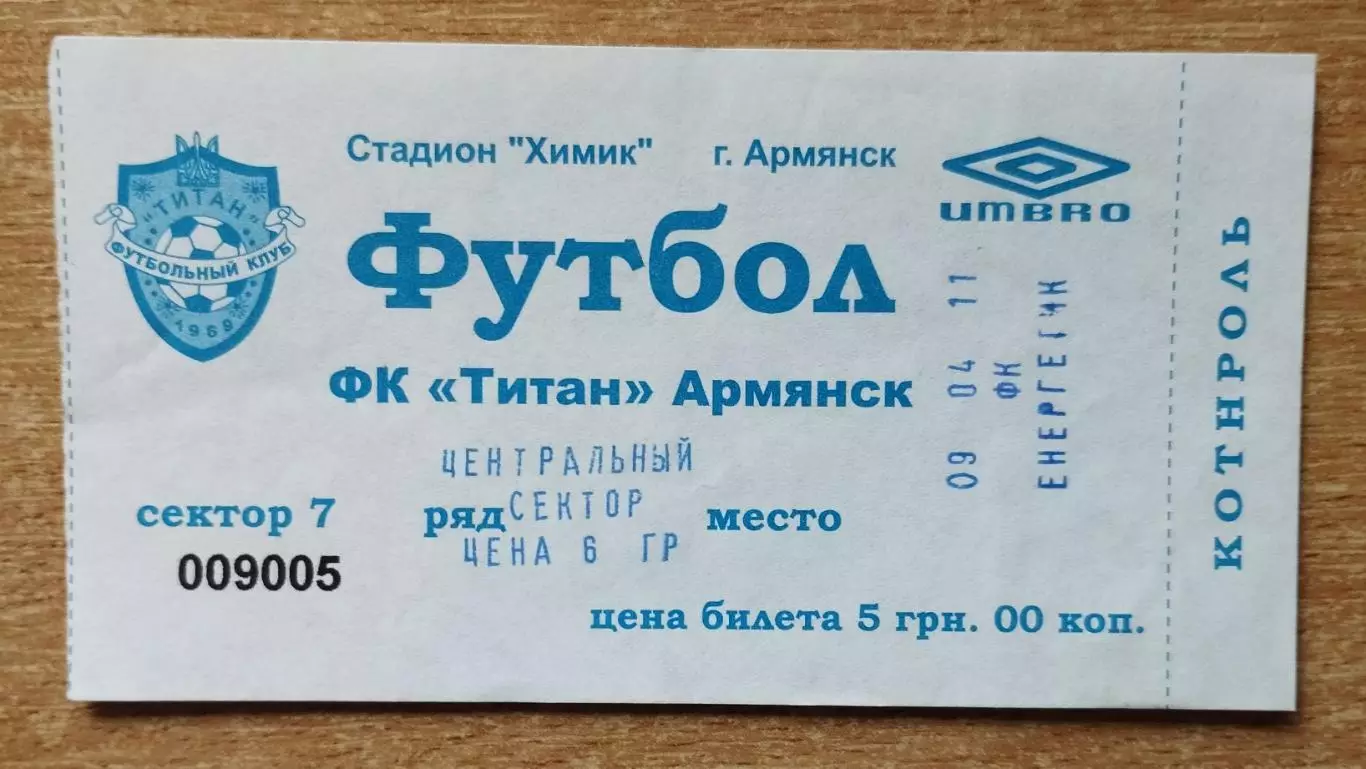 Стадион "Химик" г. Армянск
"ТИТАН"
ФУТБОЛЬНЫЙ КЛУБ
1969
Футбол
ФК «Титан» Армянск
umBRO
09 04 11
ФК
ЕНЕРГЕТИК
ЦЕНТРАЛЬНЫЙ
СЕКТОР
ЦЕНА 6 ГР
сектор 7 ряд место
009005
цена билета 5 грн. 00 коп.
КОТНРОЛЬ